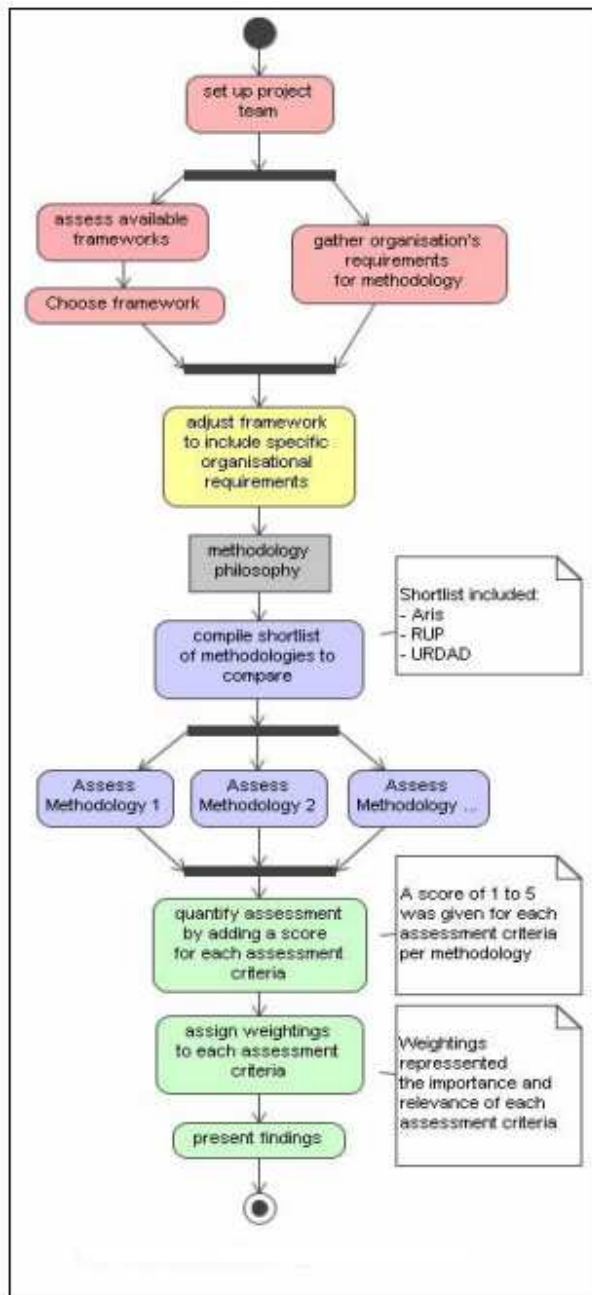 set up project
team
assess available
frameworks
gather organisation's
requirements
for methodology
Choose framework
adjust framework
to include specific
organisational
requirements
methodology
philosophy
Shortlist included:
- Aris
- RUP
- URDAD
compile shortlist
of methodologies to
compare
Assess
Methodology 1
Assess
Methodology 2
Assess
Methodology ...
quantify assessment
by adding a score
for each assessment
criteria
A score of 1 to 5
was given for each
assessment criteria
per methodology
assign weightings
to each assessment
criteria
Weightings
repressented
the importance and
relevance of each
assessment criteria
present findings